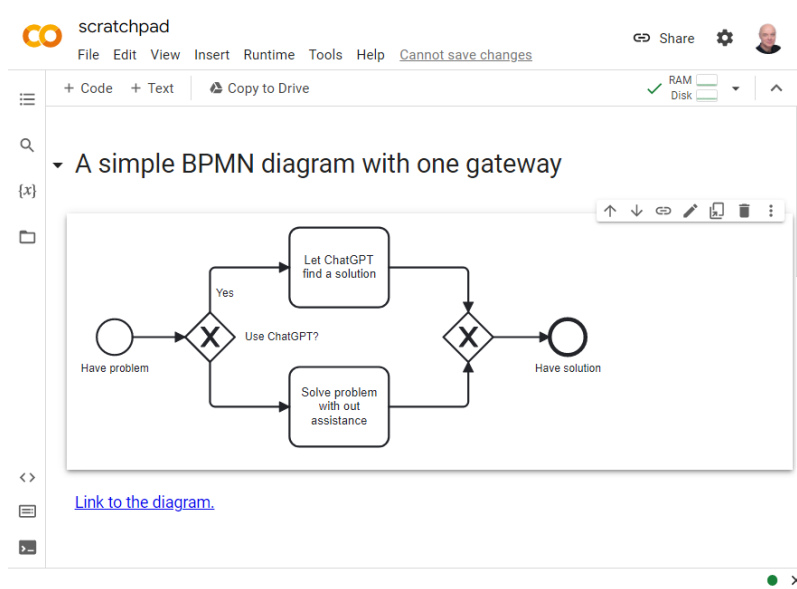 scratchpad
File Edit View Insert Runtime Tools Help Cannot save changes
Share
+ Code + Text Copy to Drive
RAM
Disk
{x}
A simple BPMN diagram with one gateway
Let ChatGPT
find a solution
Yes
X
Use ChatGPT?
X
Have problem
Have solution
Solve problem
with out
assistance
Link to the diagram.